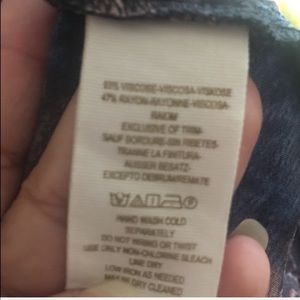 53% VISCOSE-VISCOSA-VISKOSE
47% RAYON-RAYONNE-VISCOSA-
RAION
EXCLUSIVE OF TRIM-
SAUF BORDURE-SIN RIBETES-
TRANNE LA FINITURA-
AUSSER BESATZ-
EXCEPTO DEBRUM/REMATE
HAND WASH COLD
SEPARATELY
DO NOT WRING OR TWIST
USE ONLY NON-CHLORINE BLEACH
LINE DRY
LOW IRON AS NEEDED
MAY BE DRY CLEANED